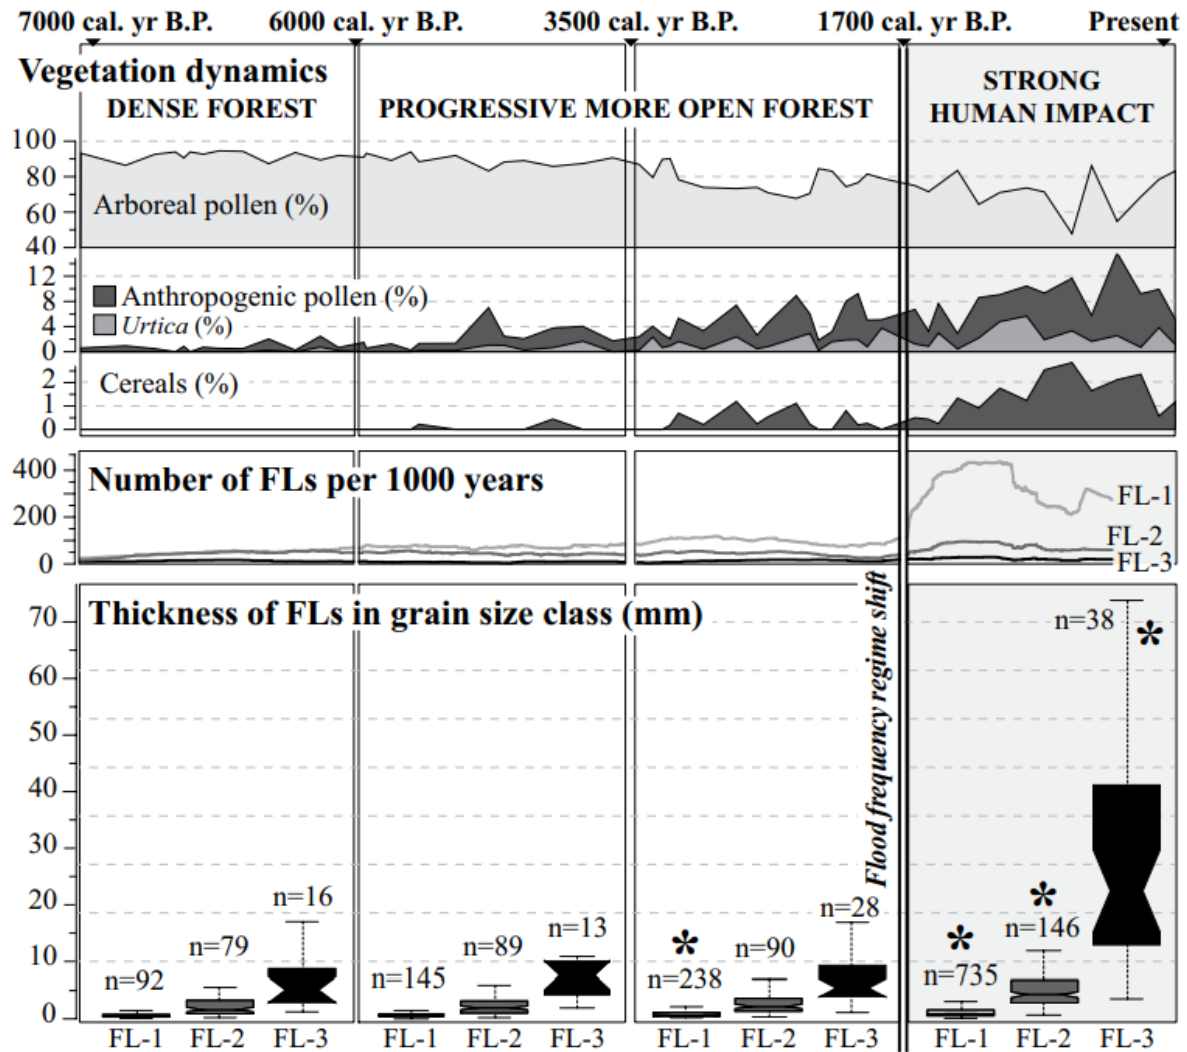 7000 cal. yr B.P. 6000 cal. yr B.P. 3500 cal. yr B.P. 1700 cal. yr B.P. Present
Vegetation dynamics
DENSE FOREST PROGRESSIVE MORE OPEN FOREST STRONG
HUMAN IMPACT
100
80
60
40
Arboreal pollen (%)
12
8
4
0
Anthropogenic pollen (%)
Urtica (%)
2
1
0
Cereals (%)
400
200
0
Number of FLs per 1000 years
FL-1
FL-2
FL-3
Thickness of FLs in grain size class (mm)
70
60
50
40
30
20
10
0
Flood frequency regime shift
n=92 n=79 n=16
n=145 n=89 n=13
* n=238 n=90 n=28
* n=735 * n=146 n=38 *
FL-1 FL-2 FL-3 FL-1 FL-2 FL-3 FL-1 FL-2 FL-3 FL-1 FL-2 FL-3